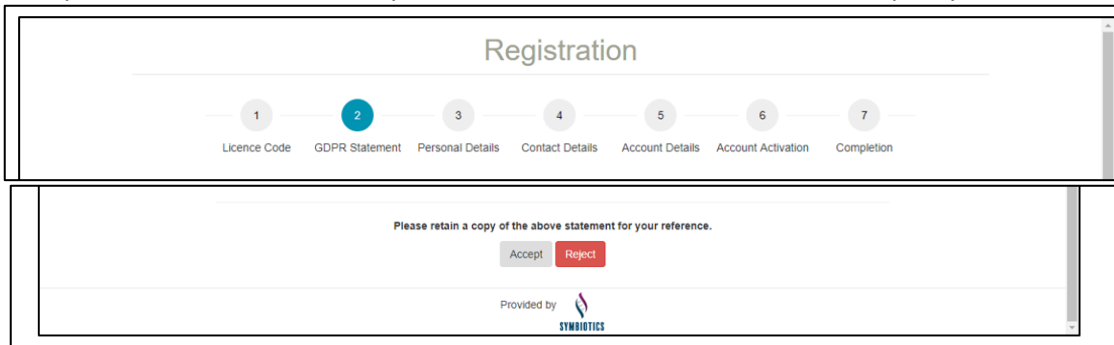 Registration
1 2 3 4 5 6 7
Licence Code GDPR Statement Personal Details Contact Details Account Details Account Activation Completion
Please retain a copy of the above statement for your reference.
Accept Reject
Provided by
SYMBIOTICS